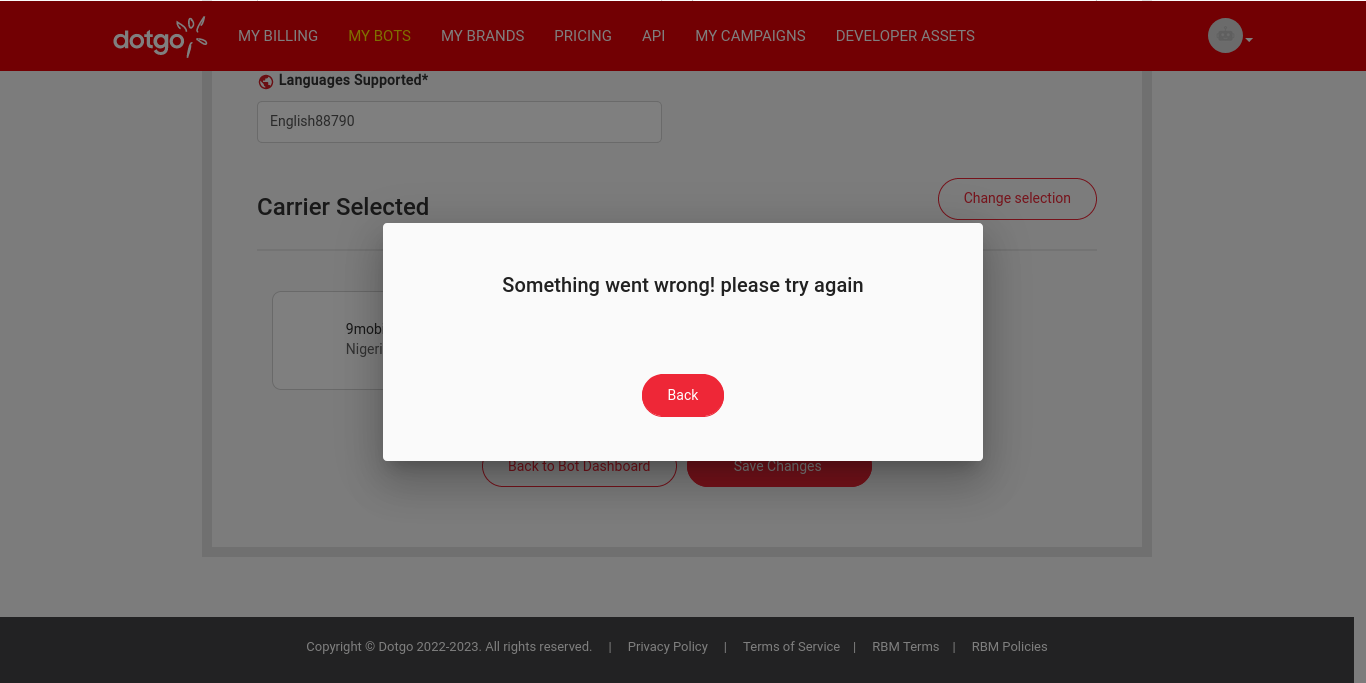 dotgo MY BILLING MY BOTS MY BRANDS PRICING API MY CAMPAIGNS DEVELOPER ASSETS
Languages Supported*
English88790
Carrier Selected
Change selection
Something went wrong! please try again
9mob
Nigeri
Back
Back to Bot Dashboard Save Changes
Copyright © Dotgo 2022-2023. All rights reserved. | Privacy Policy | Terms of Service | RBM Terms | RBM Policies